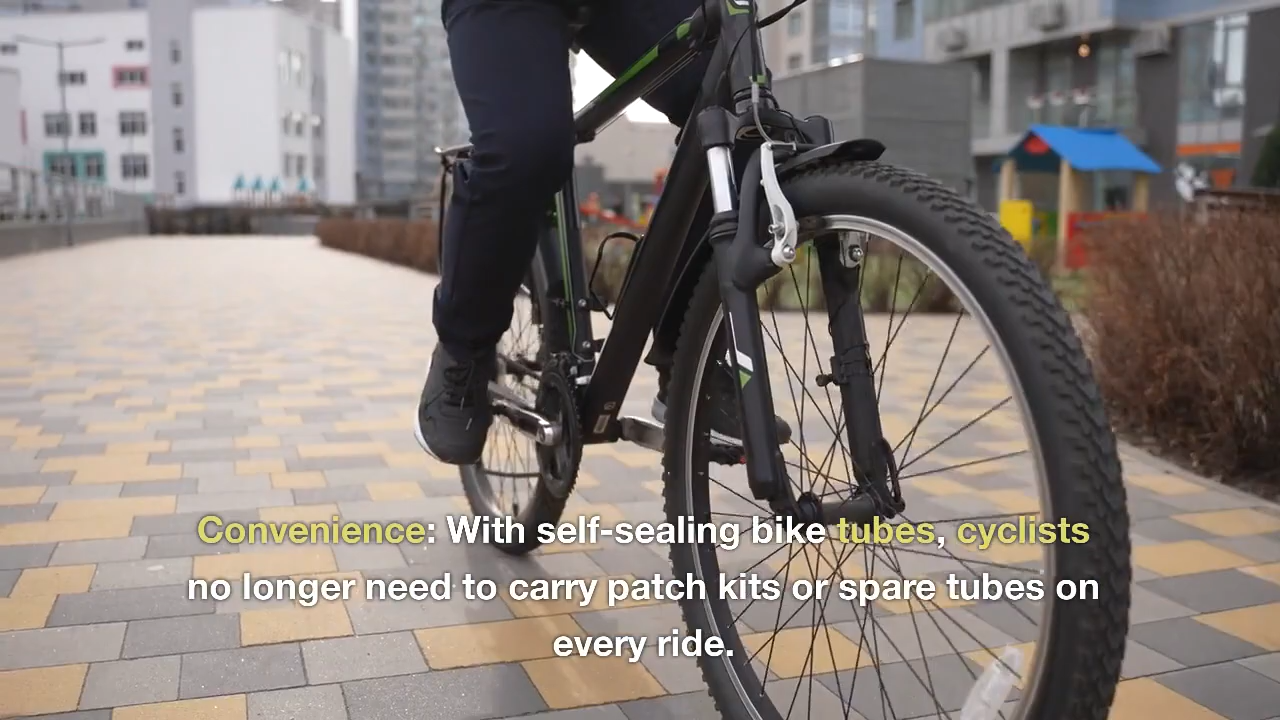 Convenience: With self-sealing bike tubes, cyclists
no longer need to carry patch kits or spare tubes on
every ride.